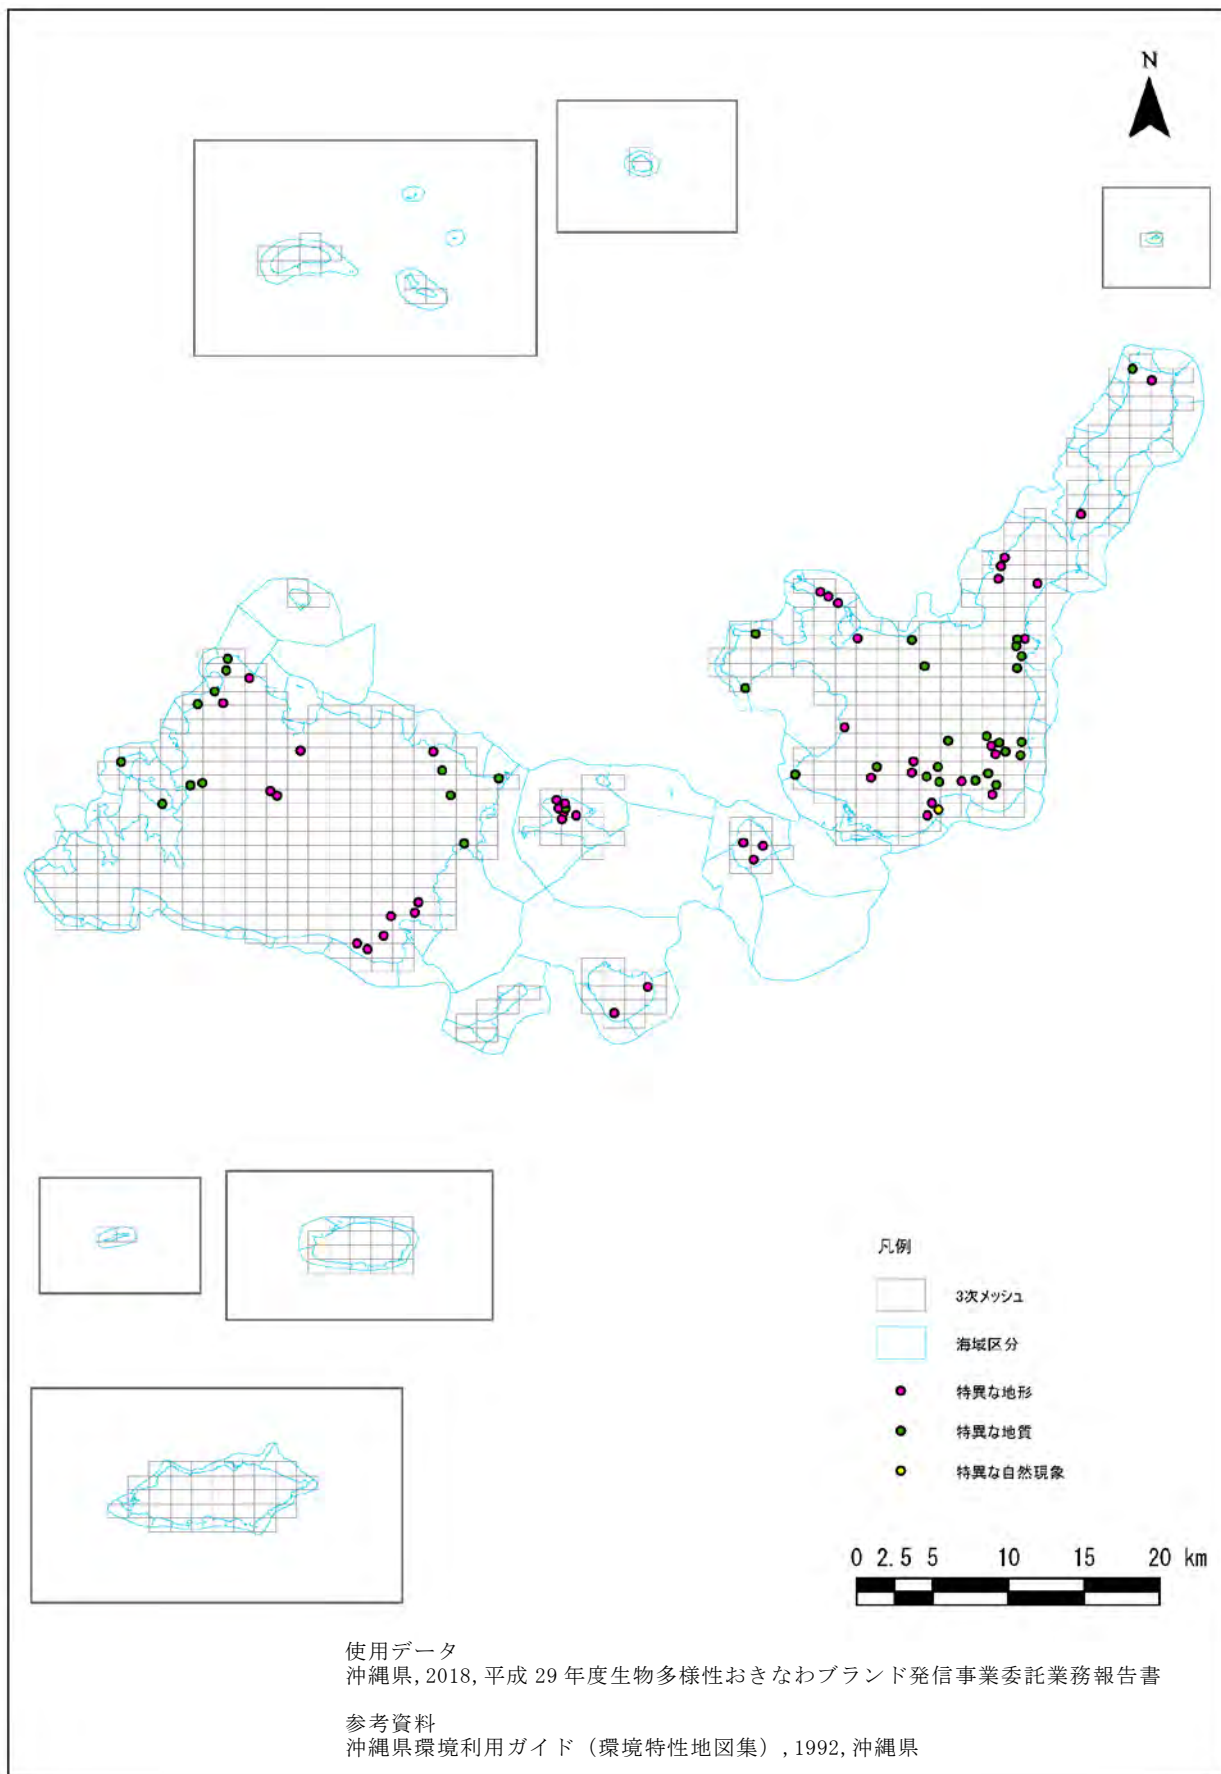 N
凡例
3次メッシュ
海域区分
特異な地形
特異な地質
特異な自然現象
0 2.5 5 10 15 20 km
使用データ
沖縄県, 2018, 平成 29 年度生物多様性おきなわブランド発信事業委託業務報告書
参考資料
沖縄県環境利用ガイド（環境特性地図集）, 1992, 沖縄県